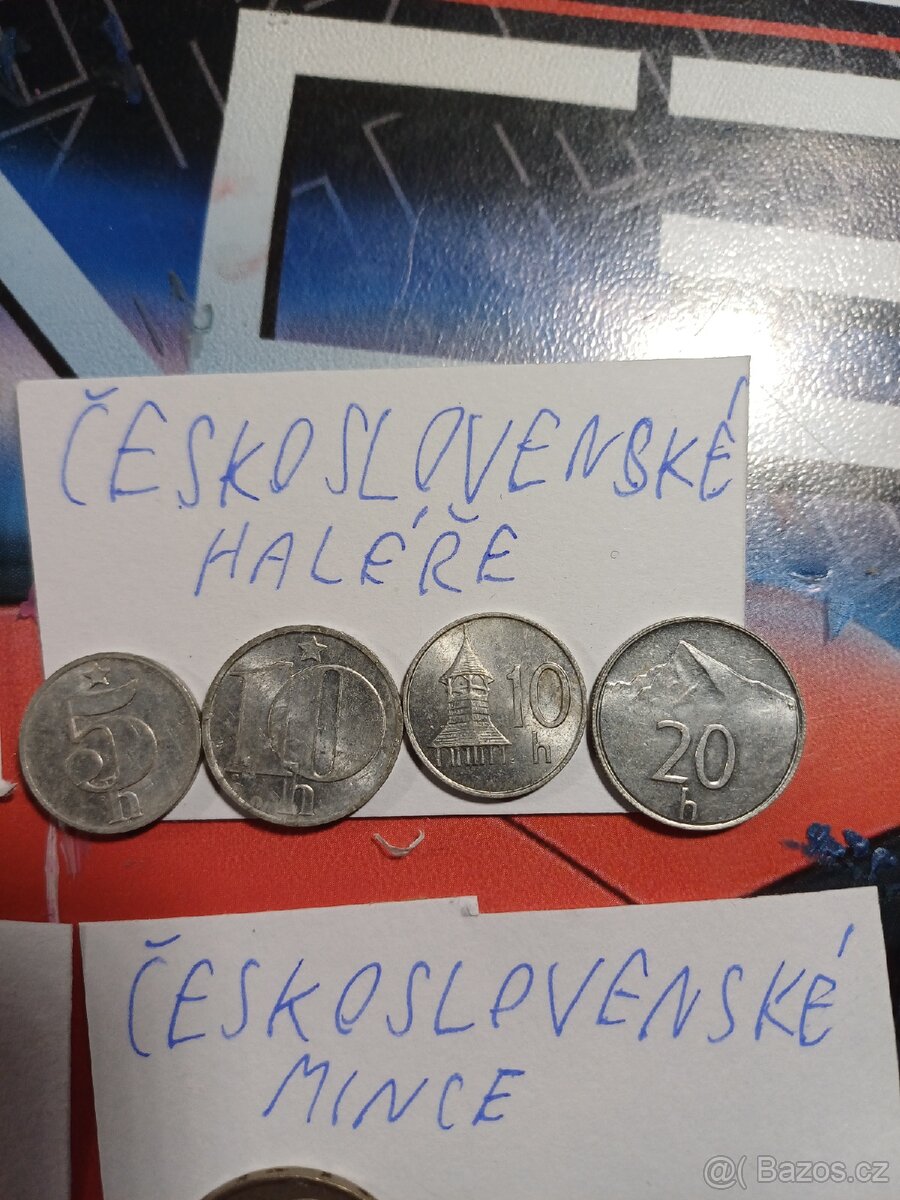 ČESKOSLOVENSKÉ
HALÉŘE
5
h
10
h
10
h
20
h
ČESKOSLOVENSKÉ
MINCE
@( Bazos.cz